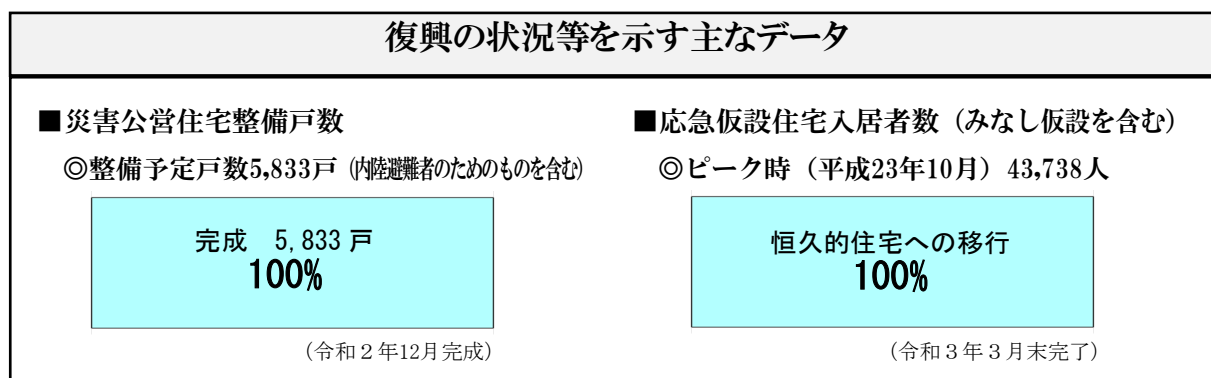 復興の状況等を示す主なデータ
■災害公営住宅整備戸数
◎整備予定戸数5,833戸（内陸避難者のためのものを含む）
完成　5,833 戸
100%
（令和２年12月完成）
■応急仮設住宅入居者数（みなし仮設を含む）
◎ピーク時（平成23年10月）43,738人
恒久的住宅への移行
100%
（令和３年３月末完了）